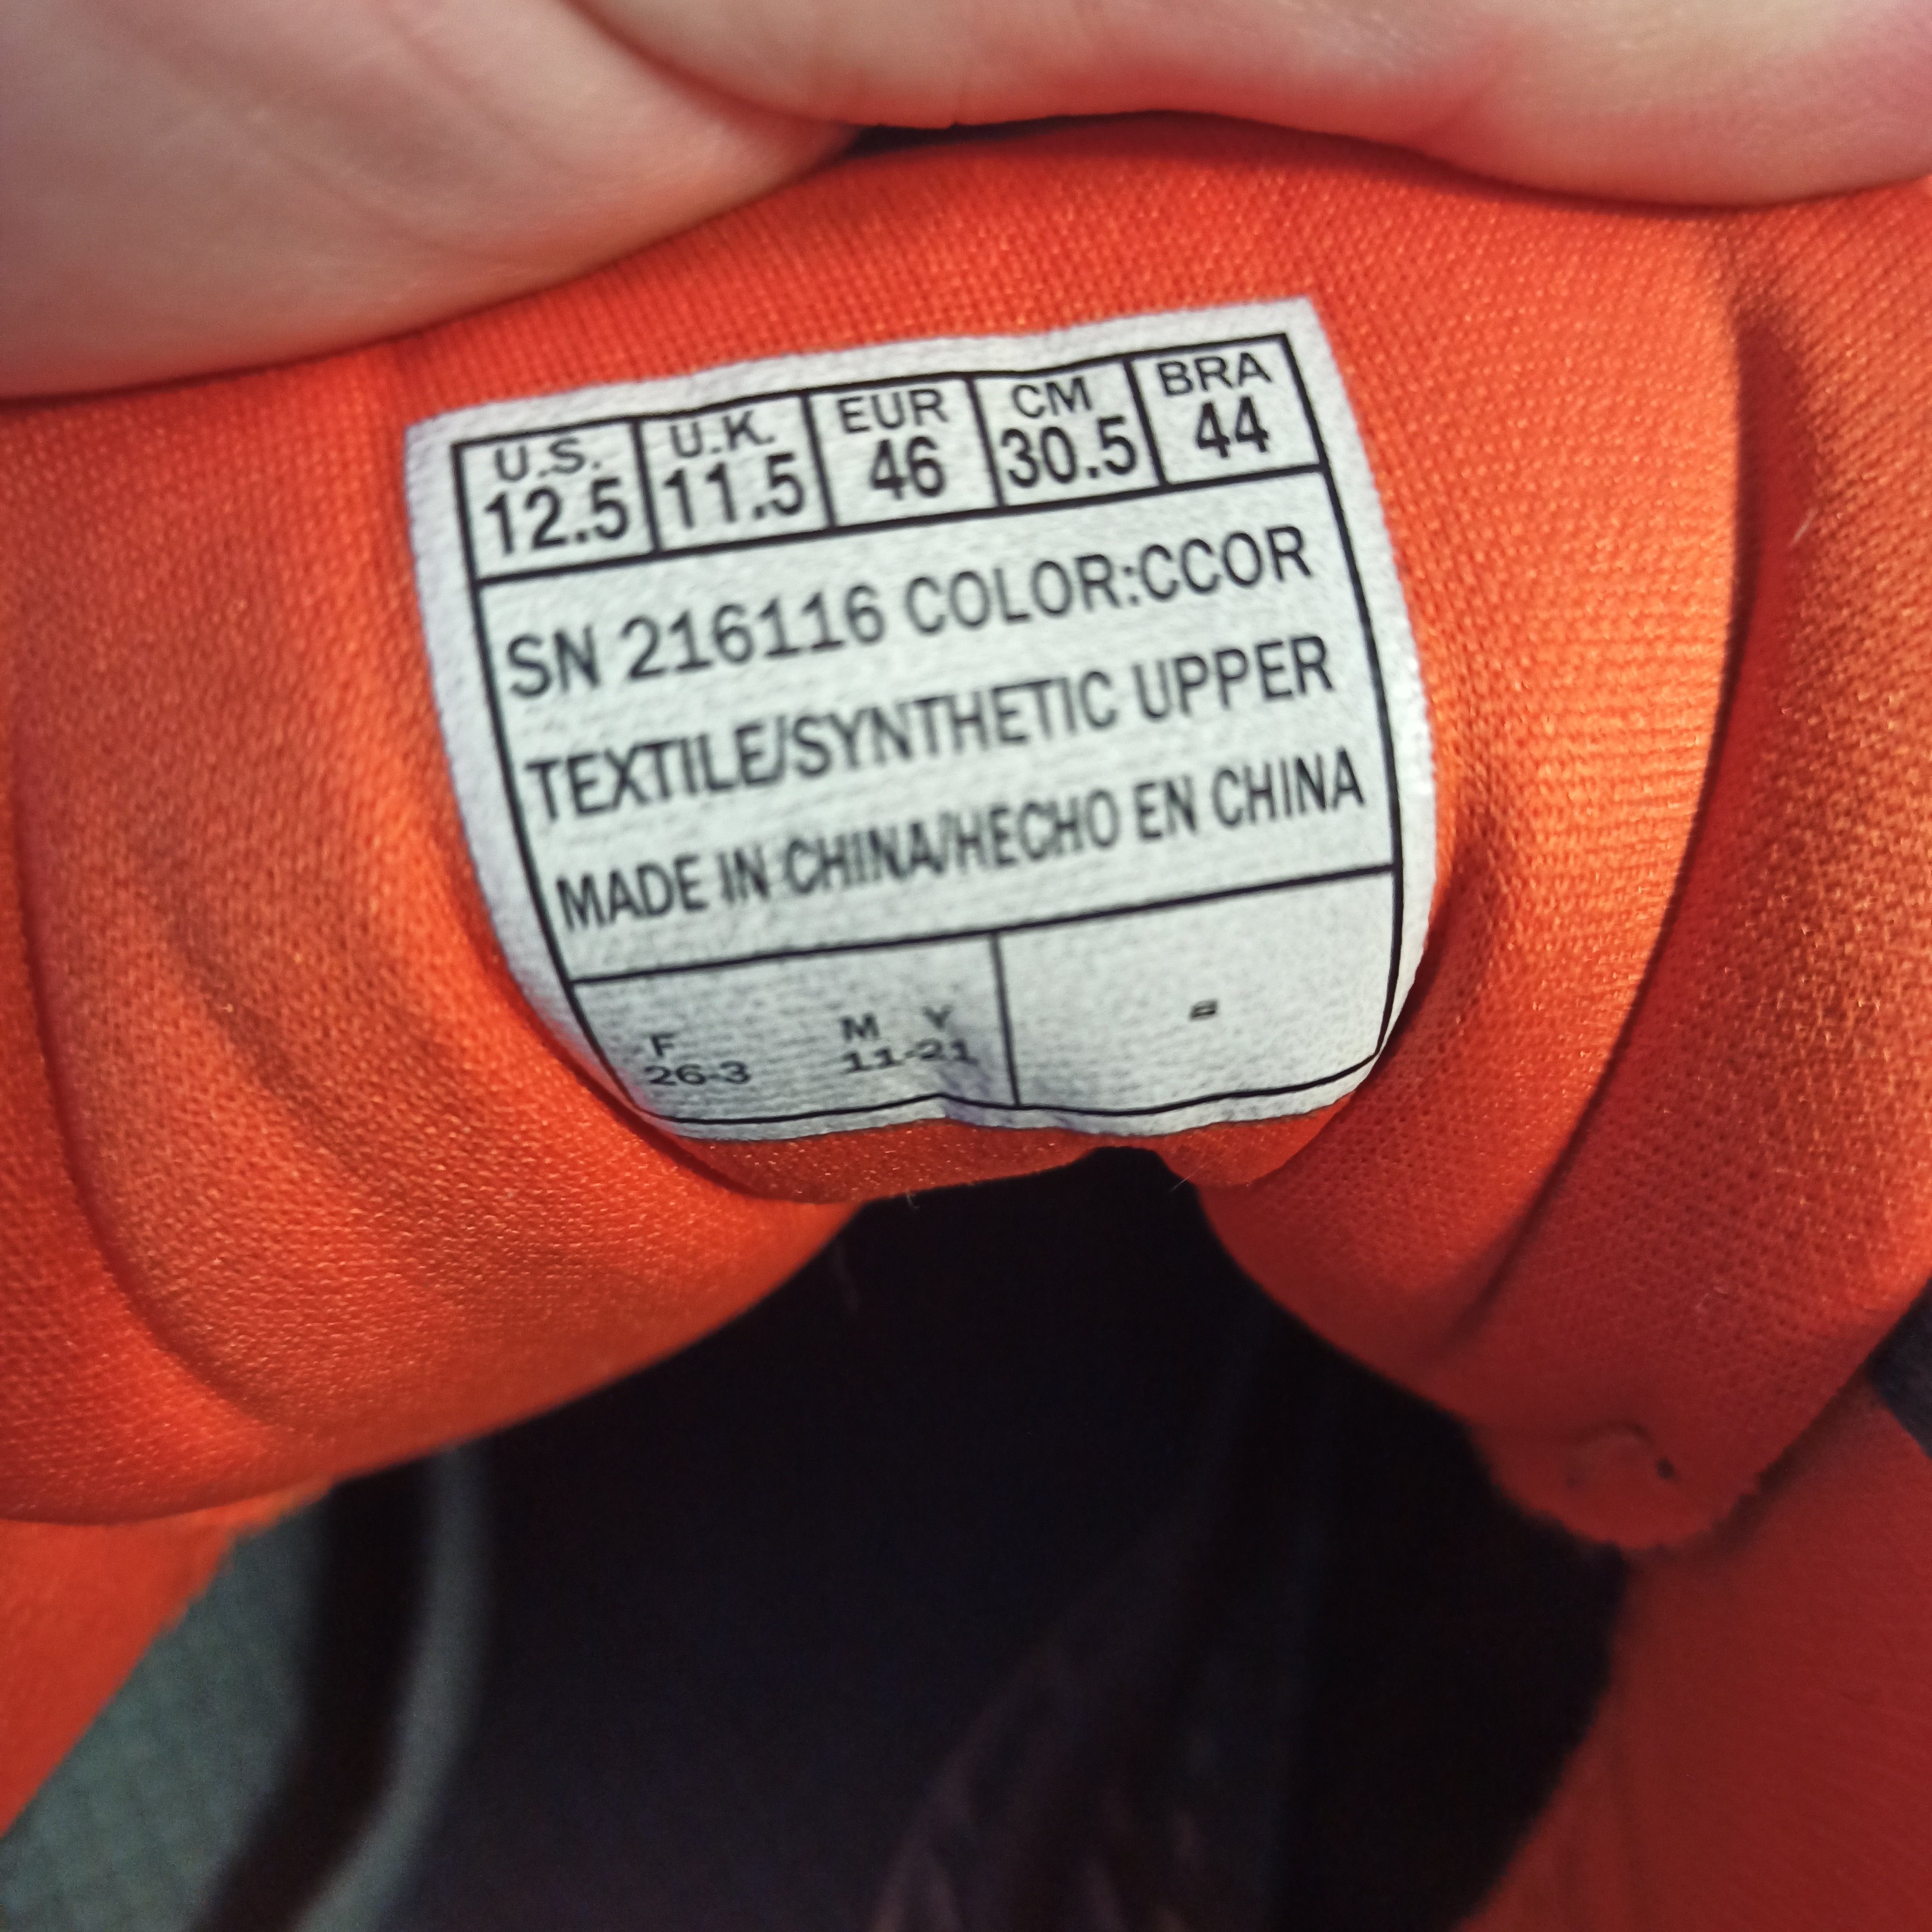 U.S. U.K. EUR CM BRA
12.5 11.5 46 30.5 44
SN 216116 COLOR:CCOR
TEXTILE/SYNTHETIC UPPER
MADE IN CHINA/HECHO EN CHINA
F M Y =
26-3 11-21